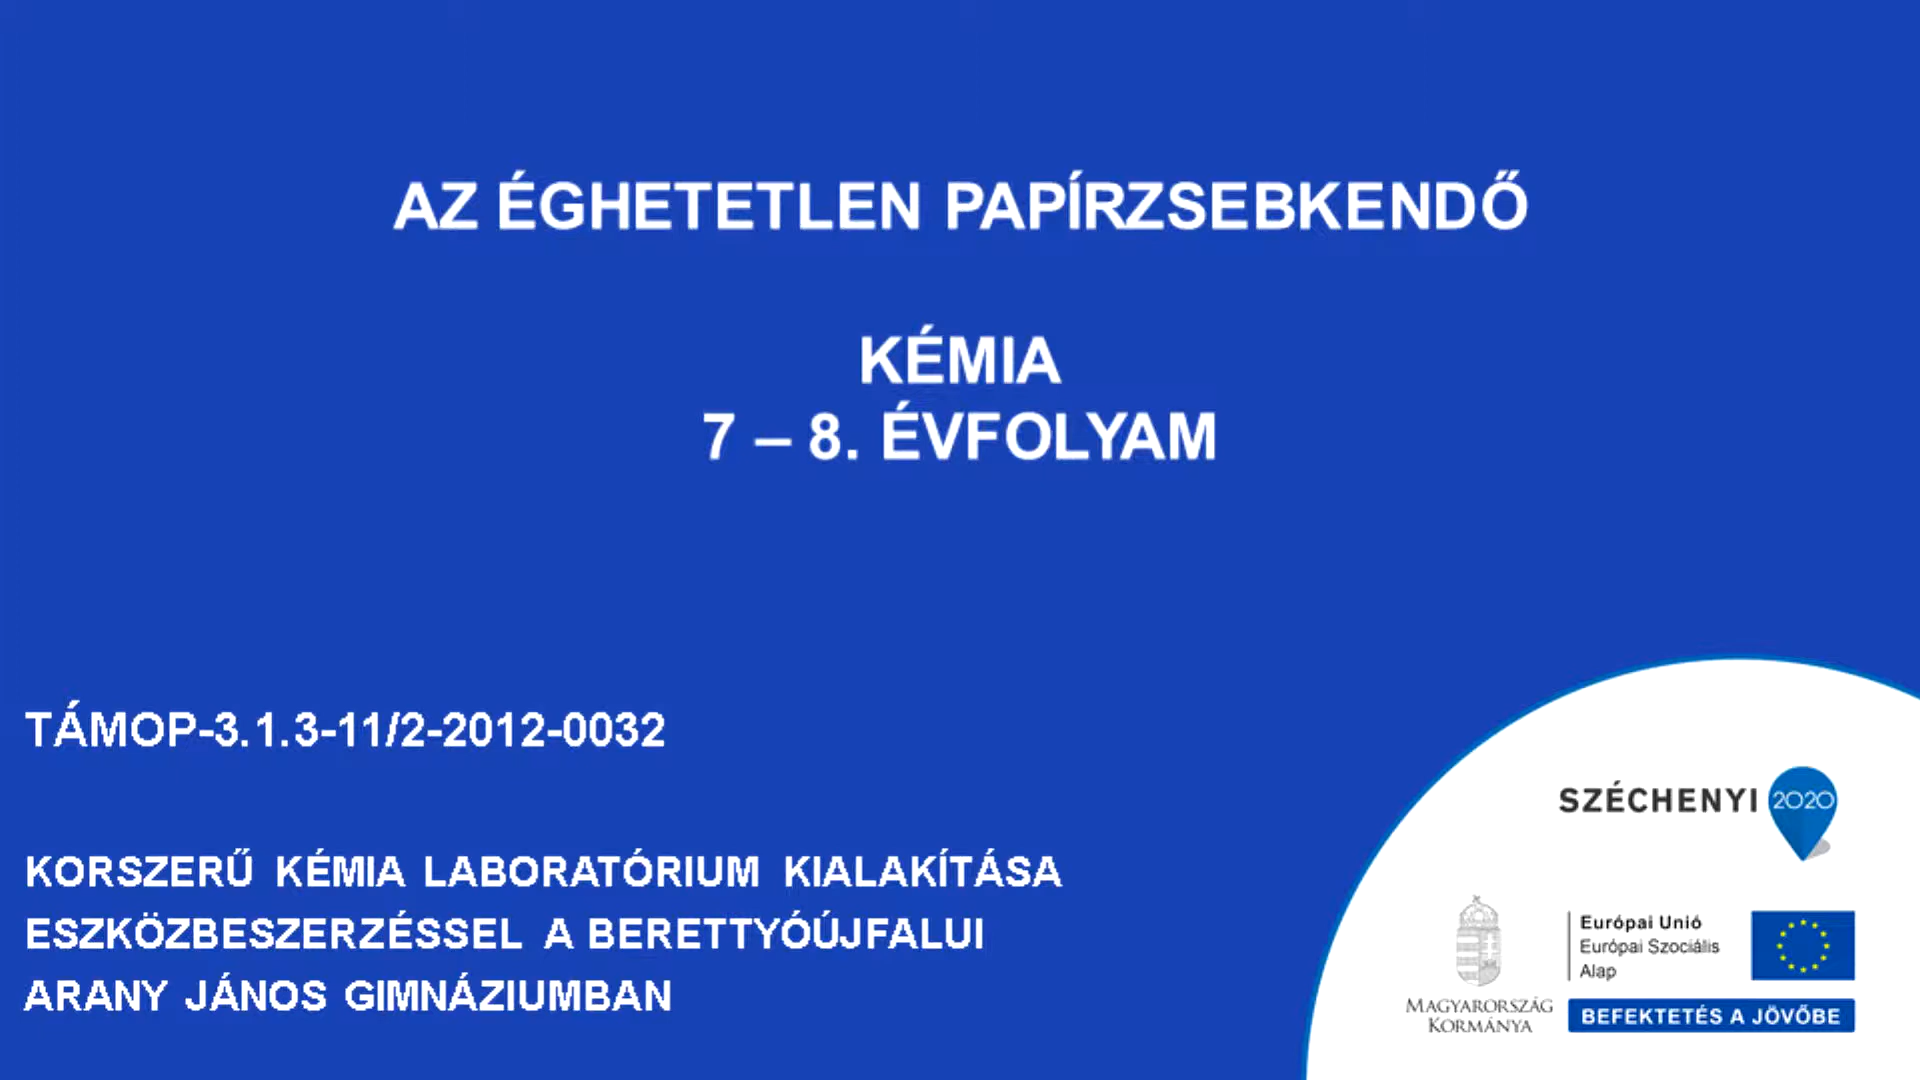 AZ ÉGHETETLEN PAPÍRZSEBKENDŐ
KÉMIA
7 – 8. ÉVFOLYAM
TÁMOP-3.1.3-11/2-2012-0032
KORSZERŰ KÉMIA LABORATÓRIUM KIALAKÍTÁSA
ESZKÖZBESZERZÉSSEL A BERETTYÓÚJFALUI
ARANY JÁNOS GIMNÁZIUMBAN
SZÉCHENYI 2020
MAGYARORSZÁG
KORMÁNYA
Európai Unió
Európai Szociális
Alap
BEFEKTETÉS A JÖVŐBE